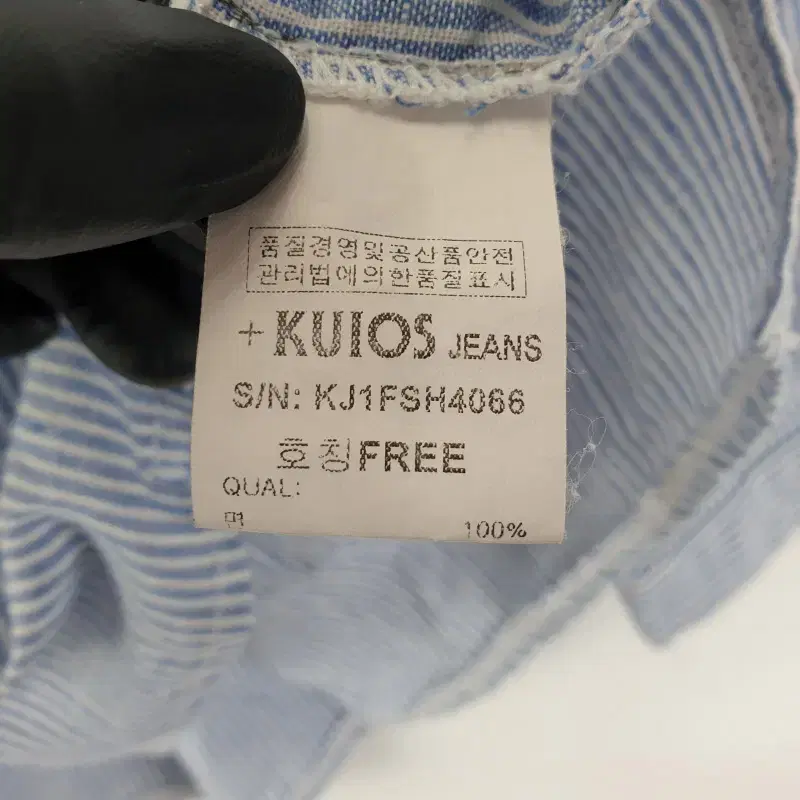 품질경영및공산품안전
관리법에의한품질표시
+ KUIOS JEANS
S/N: KJ1FSH4066
호칭FREE
QUAL:
면 100%